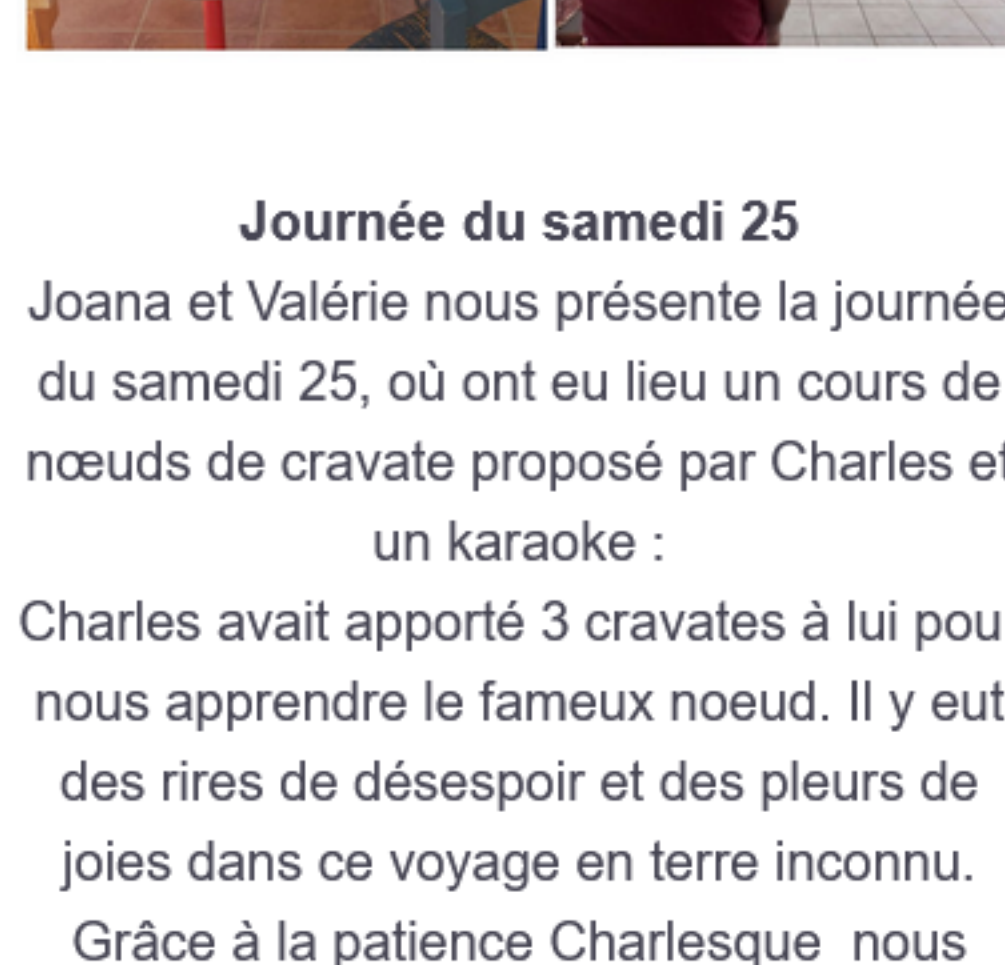 Journée du samedi 25
Joana et Valérie nous présente la journée
du samedi 25, où ont eu lieu un cours de
nœuds de cravate proposé par Charles et
un karaoke :
Charles avait apporté 3 cravates à lui pou
nous apprendre le fameux noeud. Il y eut
des rires de désespoir et des pleurs de
joies dans ce voyage en terre inconnu.
Grâce à la patience Charlesque nous